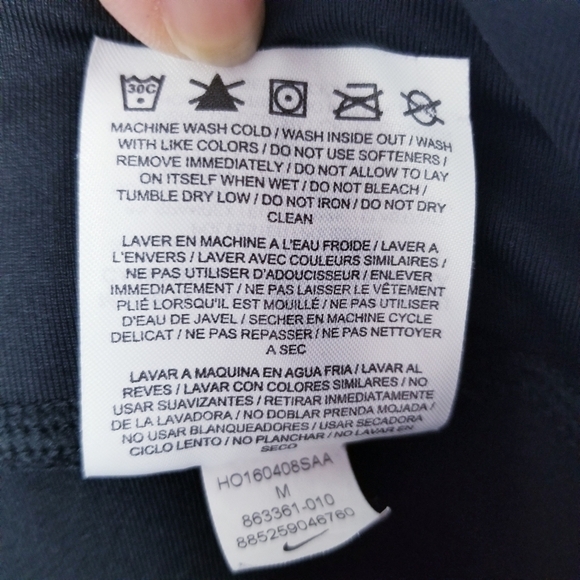 30C
MACHINE WASH COLD / WASH INSIDE OUT / WASH
WITH LIKE COLORS / DO NOT USE SOFTENERS /
REMOVE IMMEDIATELY / DO NOT ALLOW TO LAY
ON ITSELF WHEN WET / DO NOT BLEACH /
TUMBLE DRY LOW / DO NOT IRON / DO NOT DRY
CLEAN
LAVER EN MACHINE A L'EAU FROIDE / LAVER A
L'ENVERS / LAVER AVEC COULEURS SIMILAIRES /
NE PAS UTILISER D'ADOUCISSEUR / ENLEVER
IMMEDIATEMENT / NE PAS LAISSER LE VÊTEMENT
PLIÉ LORSQU'IL EST MOUILLÉ / NE PAS UTILISER
D'EAU DE JAVEL / SECHER EN MACHINE CYCLE
DELICAT / NE PAS REPASSER / NE PAS NETTOYER
A SEC
LAVAR A MAQUINA EN AGUA FRIA / LAVAR AL
REVES / LAVAR CON COLORES SIMILARES / NO
USAR SUAVIZANTES / RETIRAR INMEDIATAMENTE
DE LA LAVADORA / NO DOBLAR PRENDA MOJADA /
NO USAR BLANQUEADORES / USAR SECADORA
CICLO LENTO / NO PLANCHAR / NO LAVAR EN
SECO
HO160408SAA
M
863361-010
885259046760